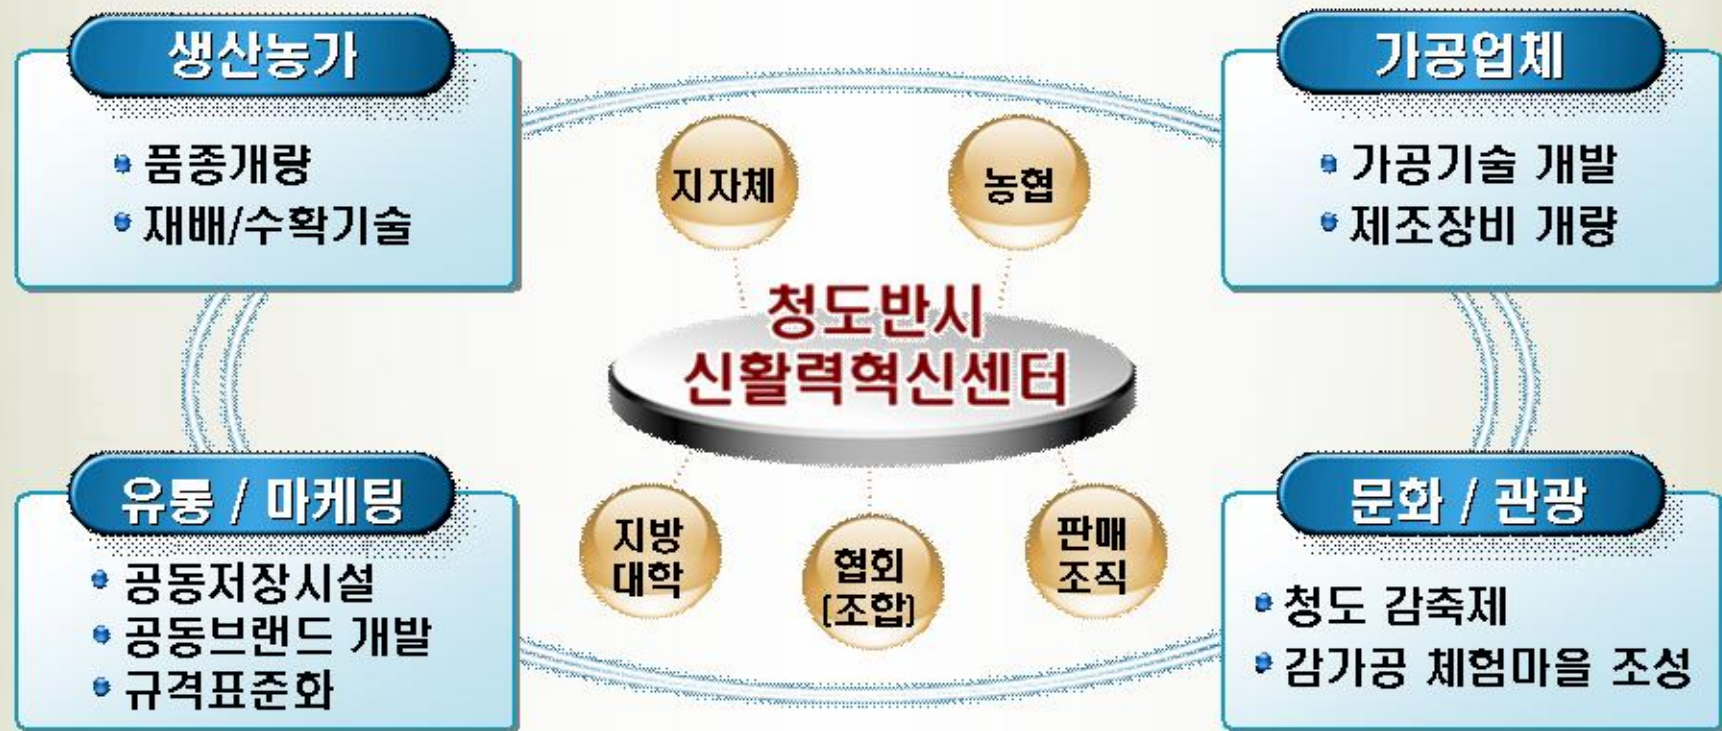 생산농가
품종개량
재배/수확기술
가공업체
가공기술 개발
제조장비 개량
지자체
농협
청도반시
신활력혁신센터
지방
대학
협회
(조합)
판매
조직
유통 / 마케팅
공동저장시설
공동브랜드 개발
규격표준화
문화 / 관광
청도 감축제
감가공 체험마을 조성